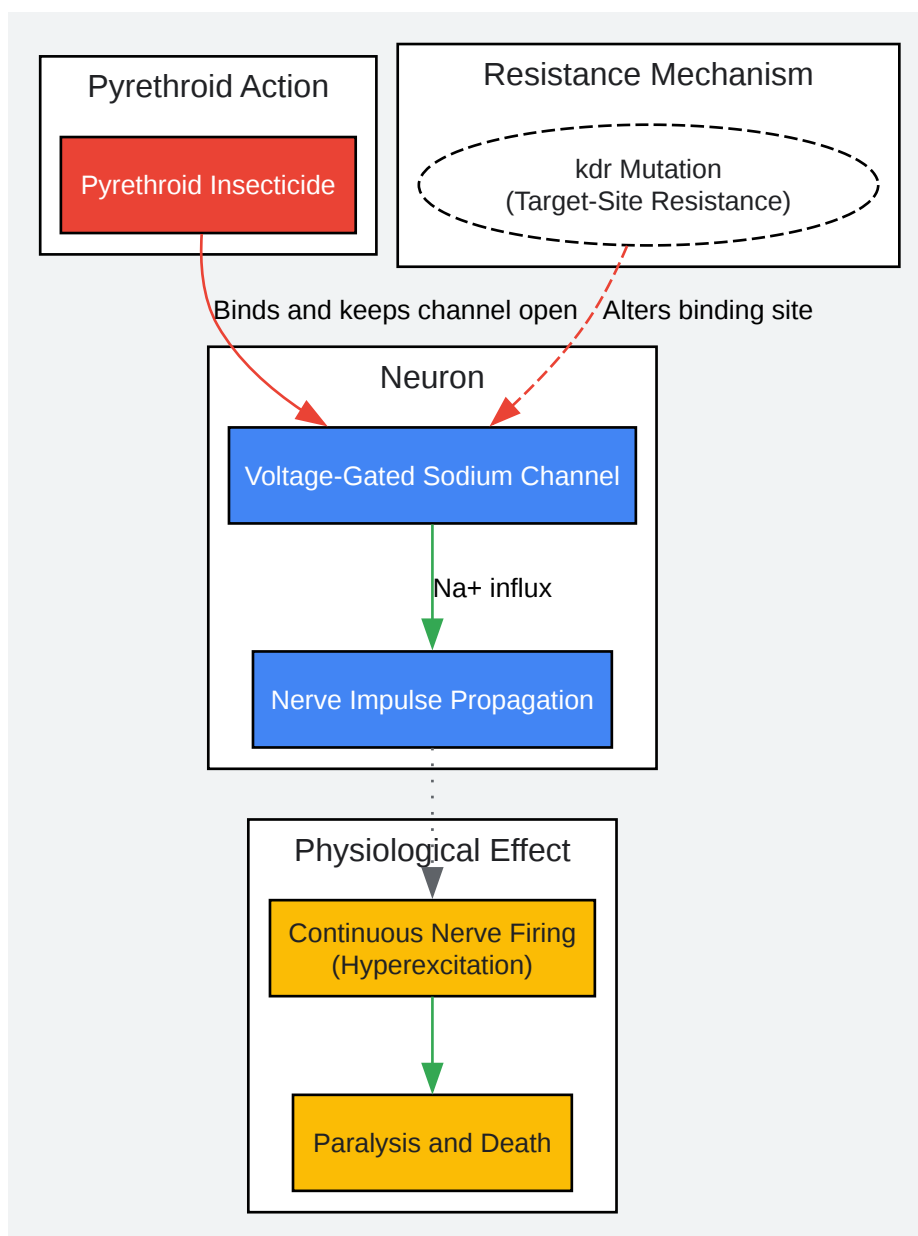 Pyrethroid Action
Pyrethroid Insecticide
Resistance Mechanism
kdr Mutation
(Target-Site Resistance)
Binds and keeps channel open
Alters binding site
Neuron
Voltage-Gated Sodium Channel
Na+ influx
Nerve Impulse Propagation
Physiological Effect
Continuous Nerve Firing
(Hyperexcitation)
Paralysis and Death